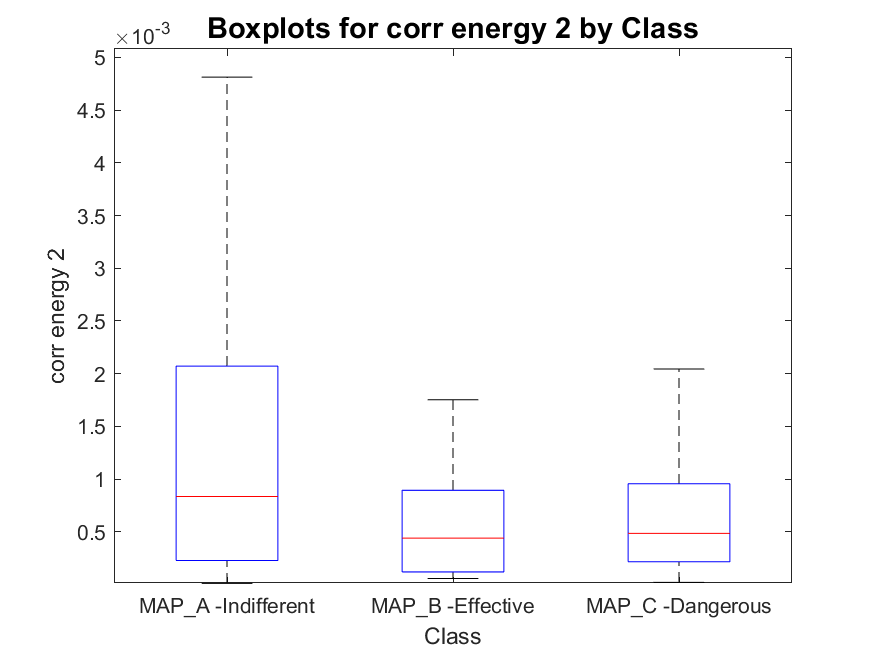 Boxplots for corr energy 2 by Class
×10-3
5
4.5
4
3.5
3
2.5
2
1.5
1
0.5
corr energy 2
MAP_A -Indifferent MAP_B -Effective MAP_C -Dangerous
Class